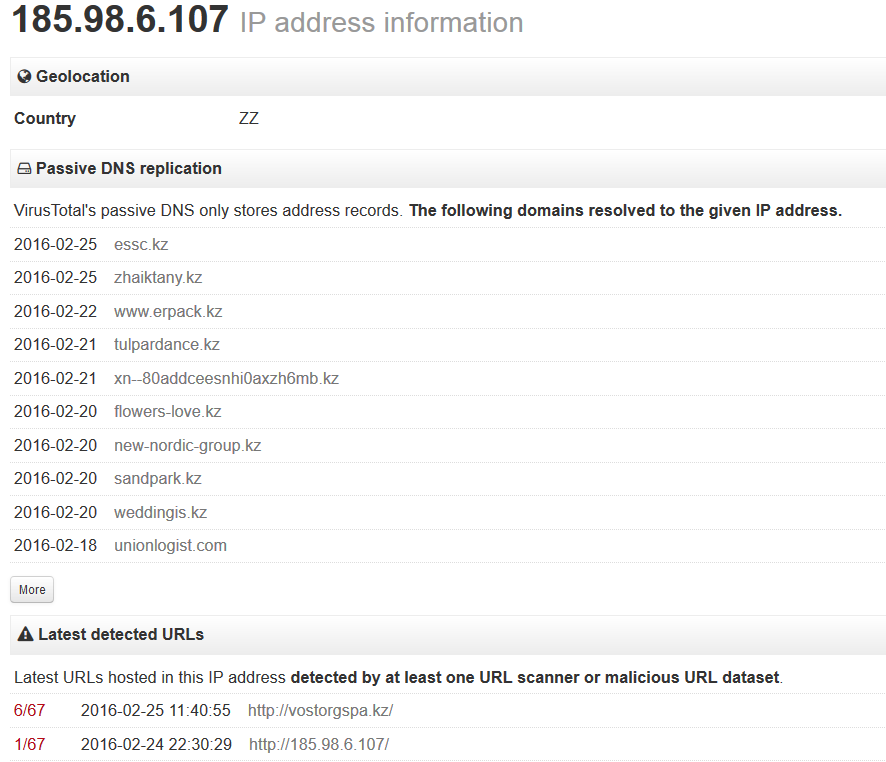 185.98.6.107 IP address information
Geolocation
Country ZZ
Passive DNS replication
VirusTotal's passive DNS only stores address records. The following domains resolved to the given IP address.
2016-02-25 essc.kz
2016-02-25 zhaiktany.kz
2016-02-22 www.erpack.kz
2016-02-21 tulpardance.kz
2016-02-21 xn--80addceesnhi0axzh6mb.kz
2016-02-20 flowers-love.kz
2016-02-20 new-nordic-group.kz
2016-02-20 sandpark.kz
2016-02-20 weddingis.kz
2016-02-18 unionlogist.com
More
Latest detected URLs
Latest URLs hosted in this IP address detected by at least one URL scanner or malicious URL dataset.
6/67 2016-02-25 11:40:55 http://vostorgspa.kz/
1/67 2016-02-24 22:30:29 http://185.98.6.107/